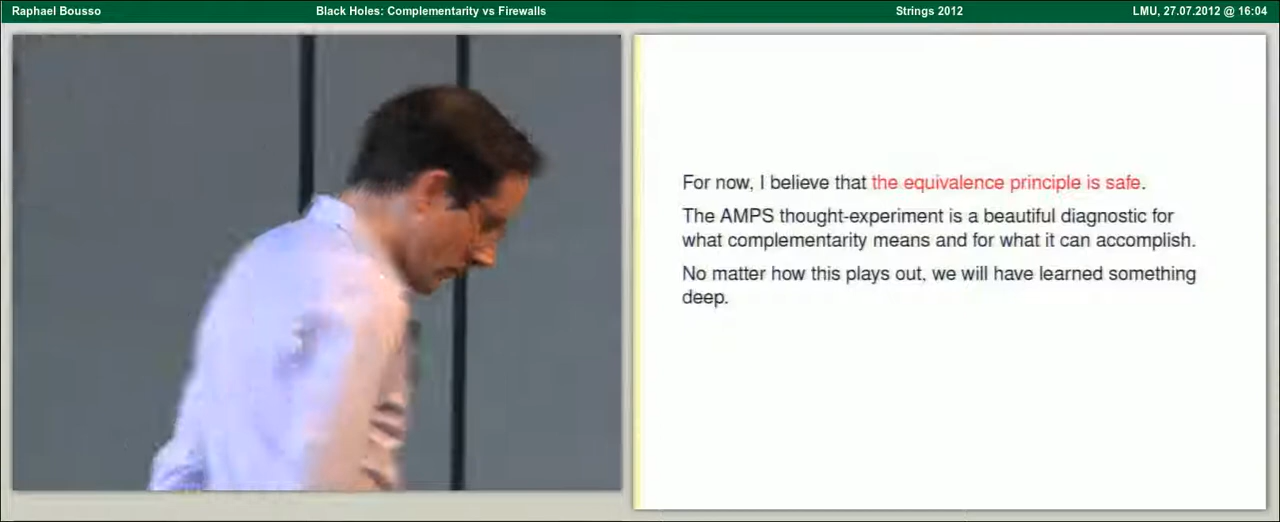 Raphael Bousso Black Holes: Complementarity vs Firewalls Strings 2012 LMU, 27.07.2012 @ 16:04
For now, I believe that the equivalence principle is safe.
The AMPS thought-experiment is a beautiful diagnostic for
what complementarity means and for what it can accomplish.
No matter how this plays out, we will have learned something
deep.